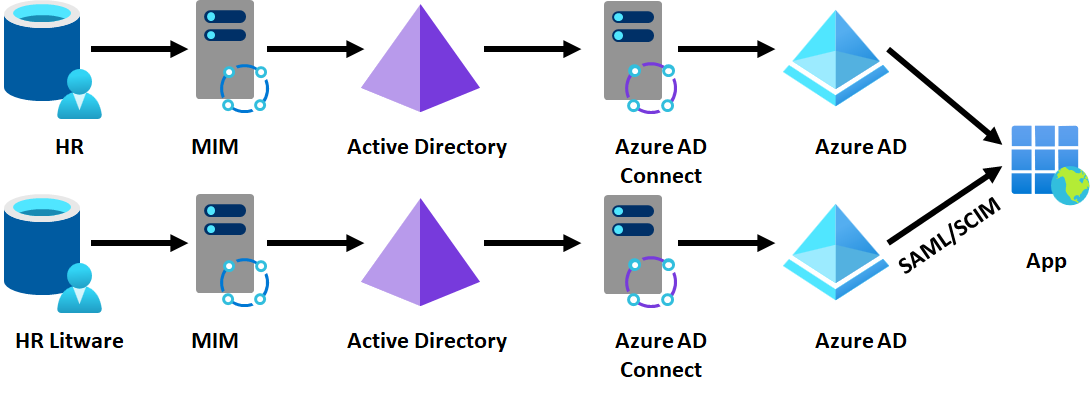 HR
MIM
Active Directory
Azure AD
Connect
Azure AD
SAML/SCIM
App
HR Litware
MIM
Active Directory
Azure AD
Connect
Azure AD